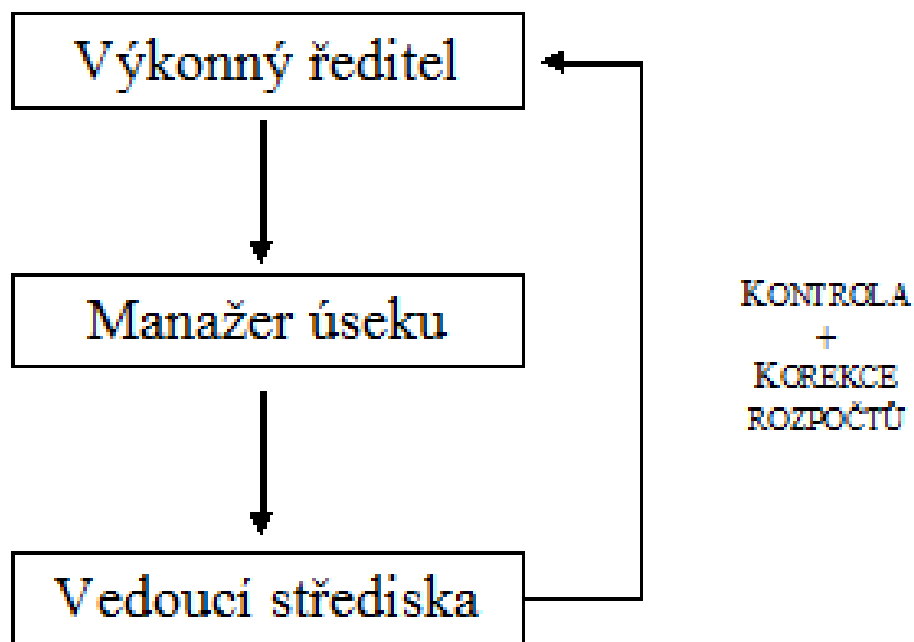 Výkonný ředitel
Manažer úseku
KONTROLA
+
KOREKCE
ROZPOČTŮ
Vedoucí střediska